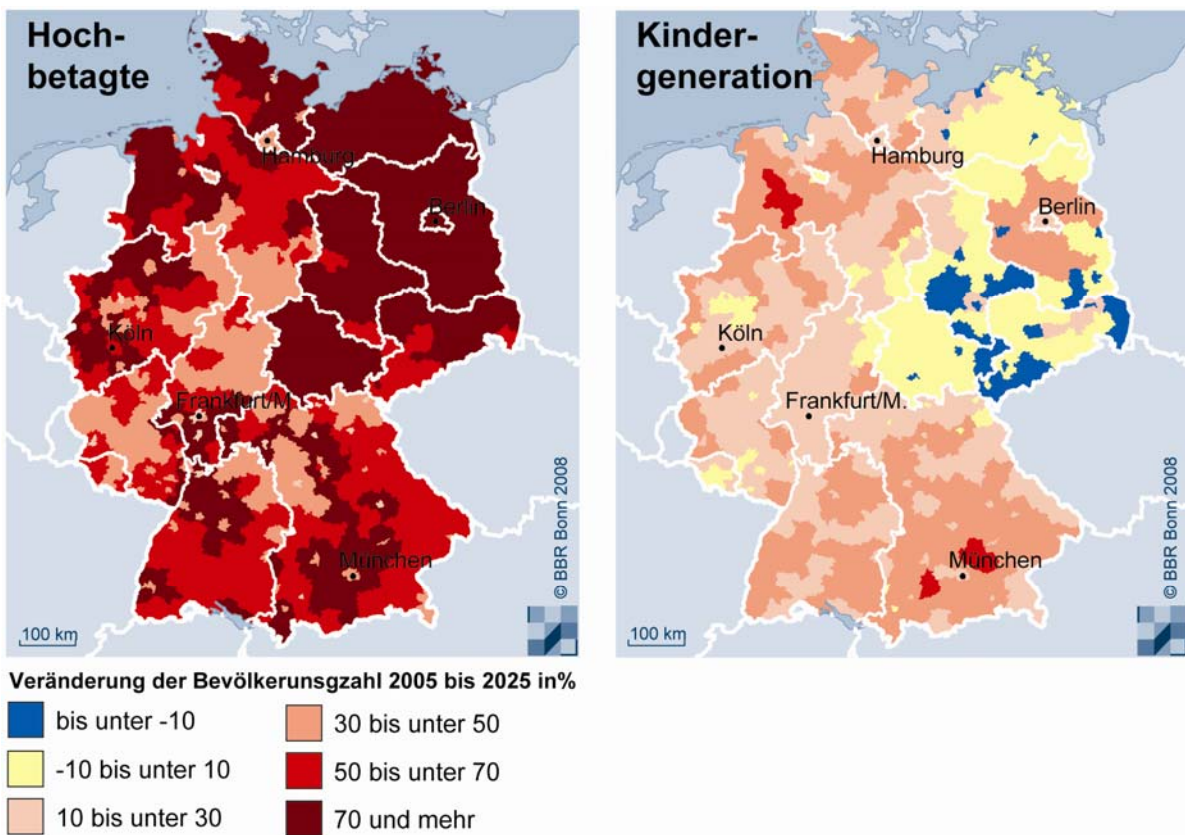 Hoch-
betagte
Hamburg
Berlin
Köln
Frankfurt/M.
München
100 km
© BBR Bonn 2008
Kinder-
generation
Hamburg
Berlin
Köln
Frankfurt/M.
München
100 km
© BBR Bonn 2008
Veränderung der Bevölkerunsgzahl 2005 bis 2025 in%
bis unter -10
-10 bis unter 10
10 bis unter 30
30 bis unter 50
50 bis unter 70
70 und mehr